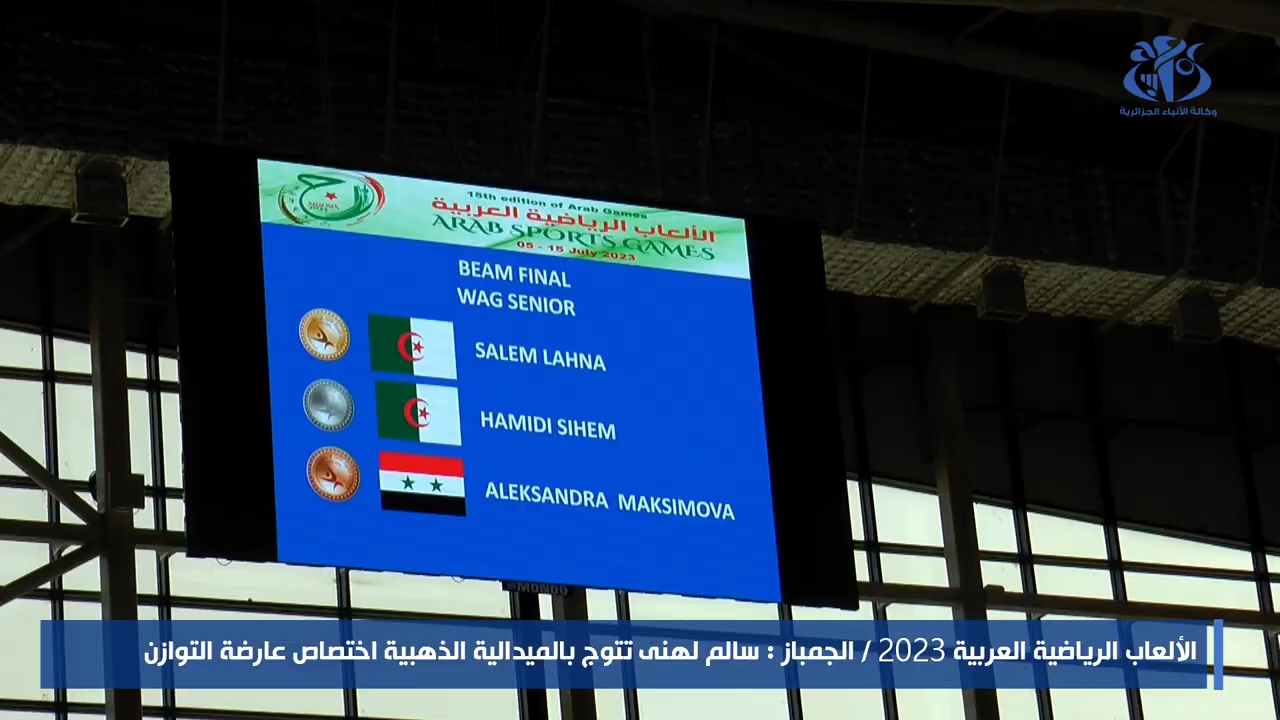 وكالة الأنباء الجزائرية
15th edition of Arab Games
الألعاب الرياضية العربية
ARAB SPORTS GAMES
05 - 15 July 2023
ALGERIA
2023
BEAM FINAL
WAG SENIOR
SALEM LAHNA
HAMIDI SIHEM
ALEKSANDRA MAKSIMOVA
MONDO
الألعاب الرياضية العربية 2023 / الجمباز : سالم لهنى تتوج بالميدالية الذهبية اختصاص عارضة التوازن